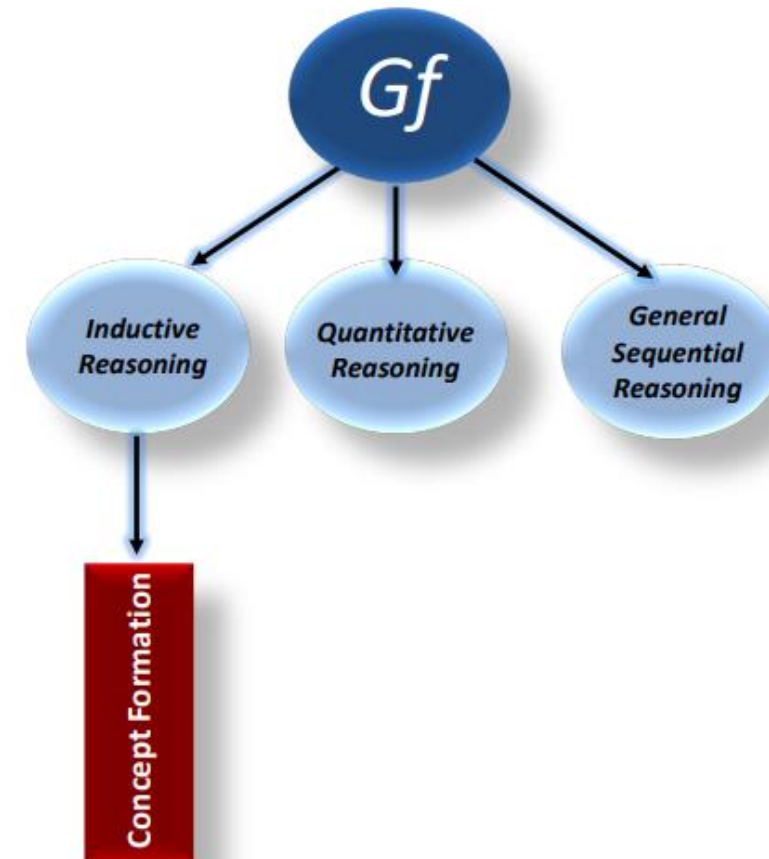 Gf
Inductive
Reasoning
Quantitative
Reasoning
General
Sequential
Reasoning
Concept Formation